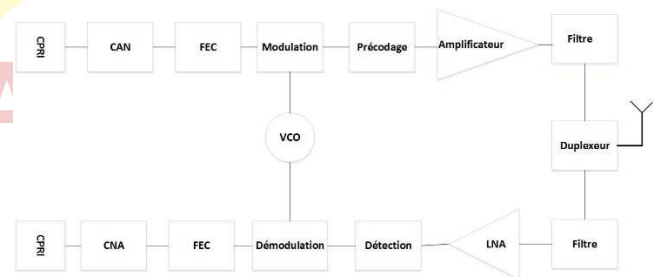 CPRI
CAN
FEC
Modulation
Précodage
Amplificateur
Filtre
VCO
Duplexeur
CPRI
CNA
FEC
Démodulation
Détection
LNA
Filtre